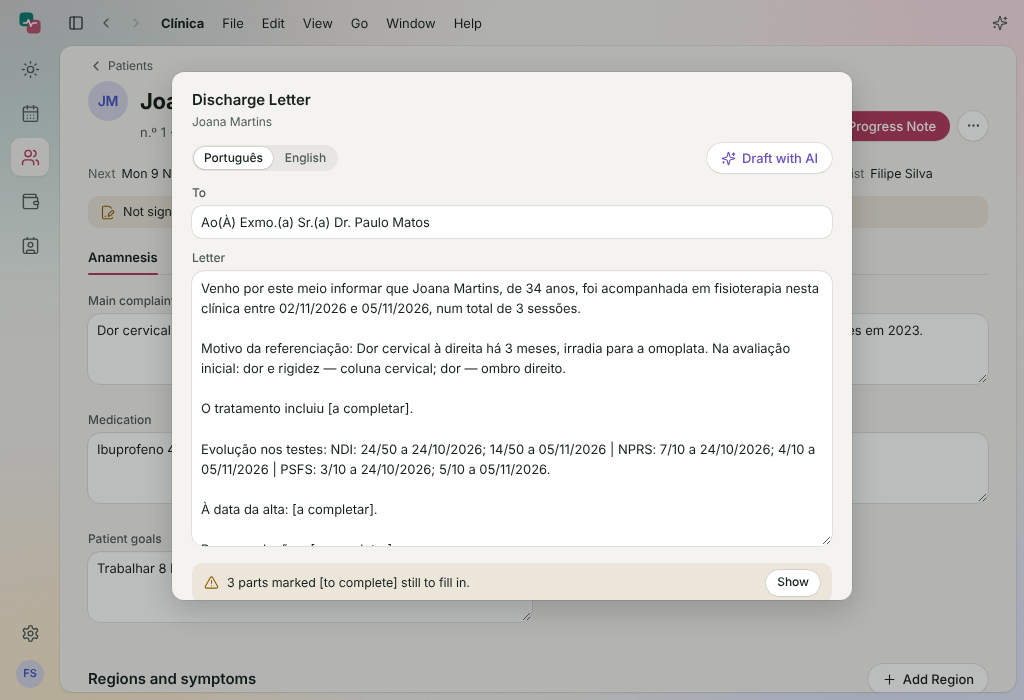 Clínica File Edit View Go Window Help
Patients
JM
n.º 1
Progress Note
Next Mon 9 N
Filipe Silva
Not sign
Anamnesis
Main complain
Dor cervical
es em 2023.
Medication
Ibuprofeno 4
Patient goals
Trabalhar 8
Regions and symptoms
Add Region
FS
Discharge Letter
Joana Martins
Português English
Draft with AI
To
Ao(À) Exmo.(a) Sr.(a) Dr. Paulo Matos
Letter
Venho por este meio informar que Joana Martins, de 34 anos, foi acompanhada em fisioterapia nesta
clínica entre 02/11/2026 e 05/11/2026, num total de 3 sessões.
Motivo da referenciação: Dor cervical à direita há 3 meses, irradia para a omoplata. Na avaliação
inicial: dor e rigidez — coluna cervical; dor — ombro direito.
O tratamento incluiu [a completar].
Evolução nos testes: NDI: 24/50 a 24/10/2026; 14/50 a 05/11/2026 | NPRS: 7/10 a 24/10/2026; 4/10 a
05/11/2026 | PSFS: 3/10 a 24/10/2026; 5/10 a 05/11/2026.
À data da alta: [a completar].
3 parts marked [to complete] still to fill in.
Show